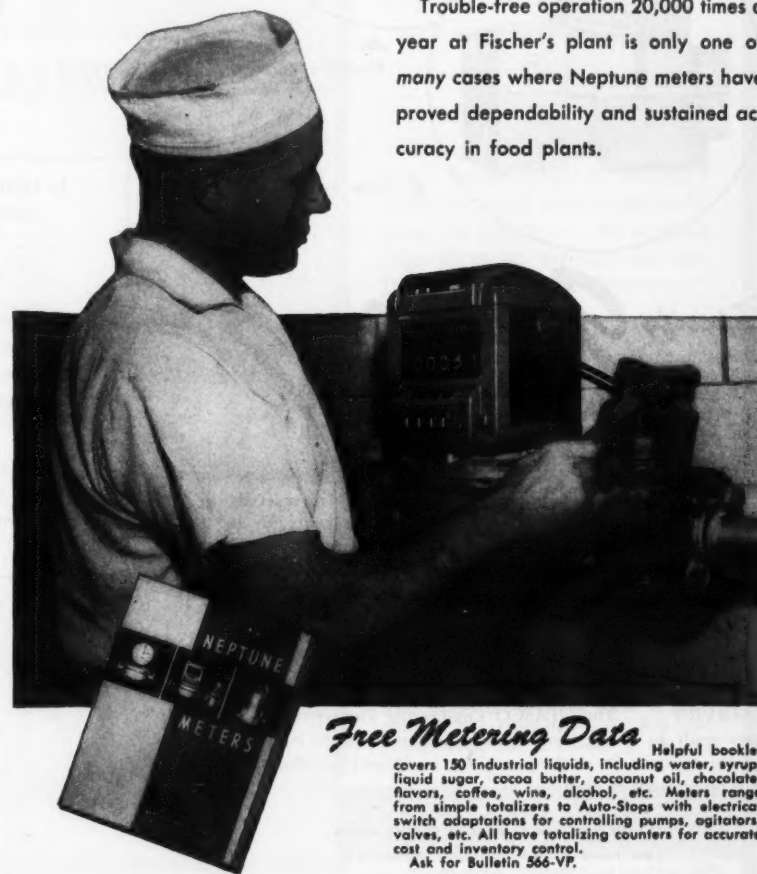 Trouble-free operation 20,000 times a
year at Fischer's plant is only one o
many cases where Neptune meters have
proved dependability and sustained ac
curacy in food plants.
NEPTUNE
METERS
Free Metering Data
Helpful bookle
covers 150 industrial liquids, including water, syrup
liquid sugar, cocoa butter, cocoanut oil, chocolate
flavors, coffee, wine, alcohol, etc. Meters range
from simple totalizers to Auto-Stops with electrica
switch adaptations for controlling pumps, agitators
valves, etc. All have totalizing counters for accurate
cost and inventory control.
Ask for Bulletin 566-VP.